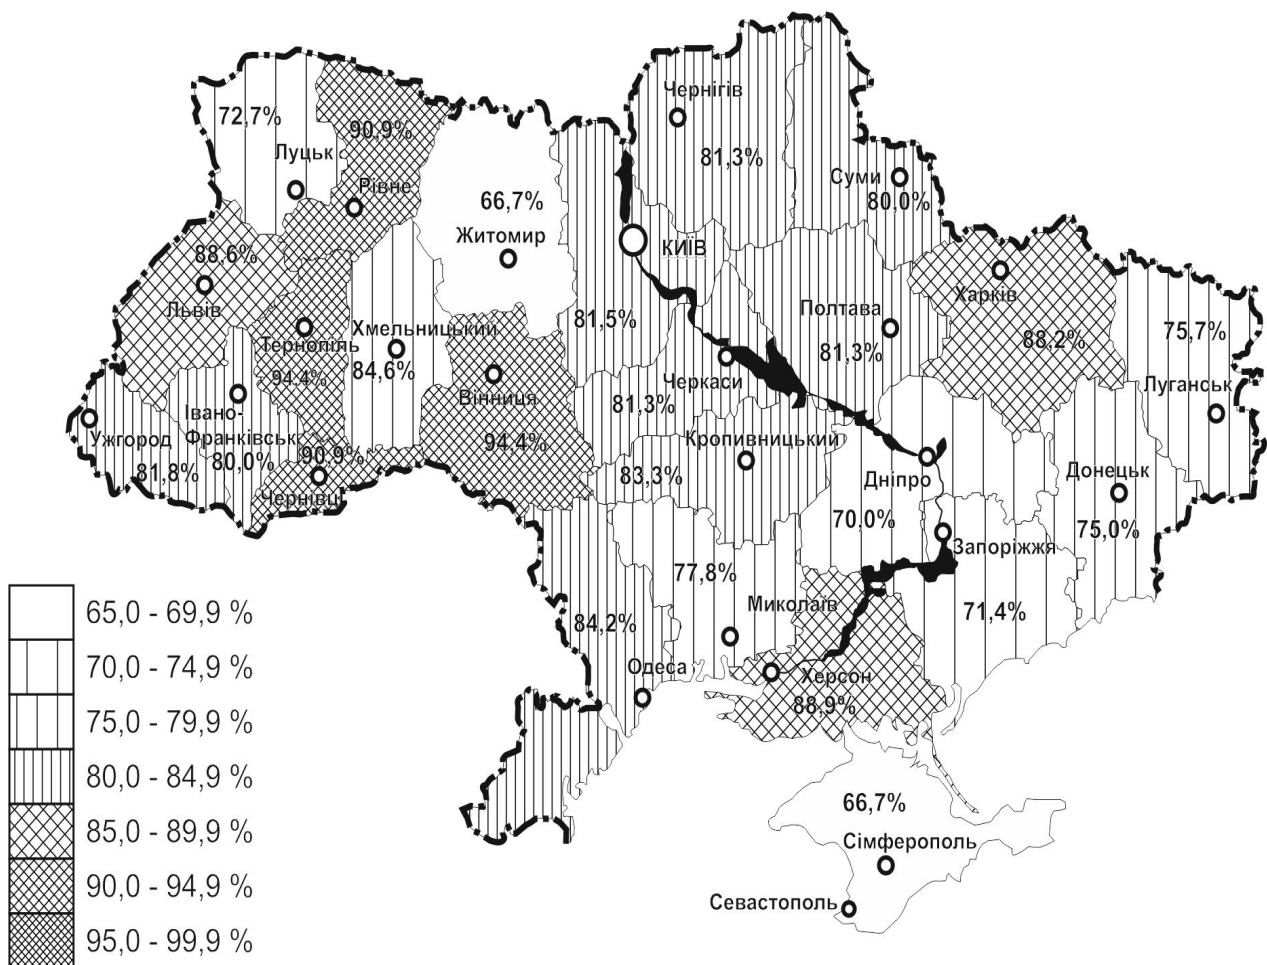 Чернігів
72,7%
90,9%
Луцьк
81,3%
Суми
Рівне
66,7%
80,0%
Житомир
КИЇВ
88,6%
Харків
Львів
Полтава
81,5%
Хмельницький
75,7%
Тернопіль
88,2%
81,3%
84,6%
94,4%
Черкаси
Луганськ
Вінниця
81,3%
Івано-
Франківськ
Ужгород
Кропивницький
94,4%
90,9%
80,0%
81,8%
83,3%
Дніпро
Донецьк
Чернівці
70,0%
75,0%
Запоріжжя
77,8%
Миколаїв
71,4%
84,2%
Одеса
Херсон
88,9%
66,7%
Сімферополь
Севастополь
65,0 - 69,9 %
70,0 - 74,9 %
75,0 - 79,9 %
80,0 - 84,9 %
85,0 - 89,9 %
90,0 - 94,9 %
95,0 - 99,9 %